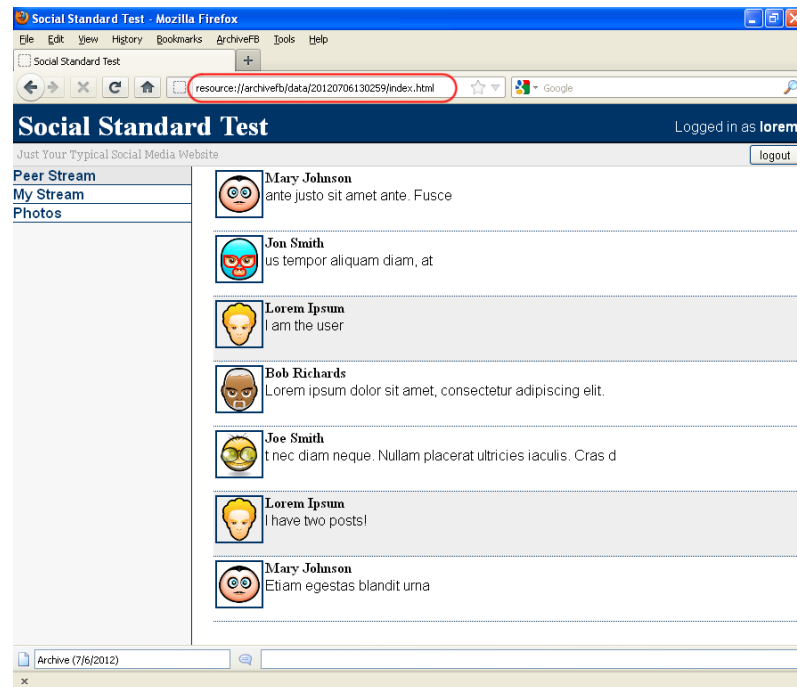 Social Standard Test - Mozilla Firefox
File Edit View History Bookmarks ArchiveFB Tools Help
Social Standard Test +
resource://archivefb/data/20120706130259/index.html Google
Social Standard Test Logged in as lorem
Just Your Typical Social Media Website logout
Peer Stream
My Stream
Photos
Mary Johnson
ante justo sit amet ante. Fusce
Jon Smith
us tempor aliquam diam, at
Lorem Ipsum
I am the user
Bob Richards
Lorem ipsum dolor sit amet, consectetur adipiscing elit.
Joe Smith
t nec diam neque. Nullam placerat ultricies iaculis. Cras d
Lorem Ipsum
I have two posts!
Mary Johnson
Etiam egestas blandit urna
Archive (7/6/2012)
x